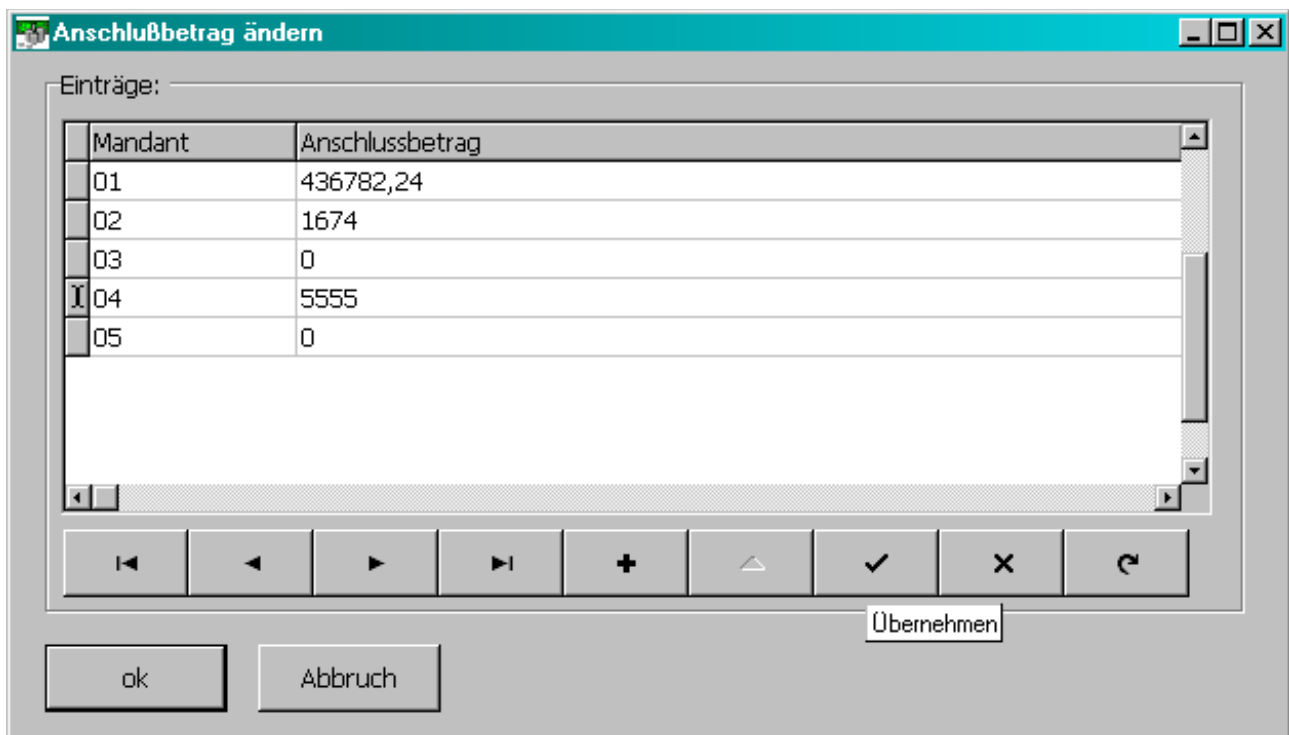 Anschlußbetrag ändern
Einträge:
Mandant Anschlussbetrag
01 436782,24
02 1674
03 0
04 5555
05 0
Übernehmen
ok Abbruch